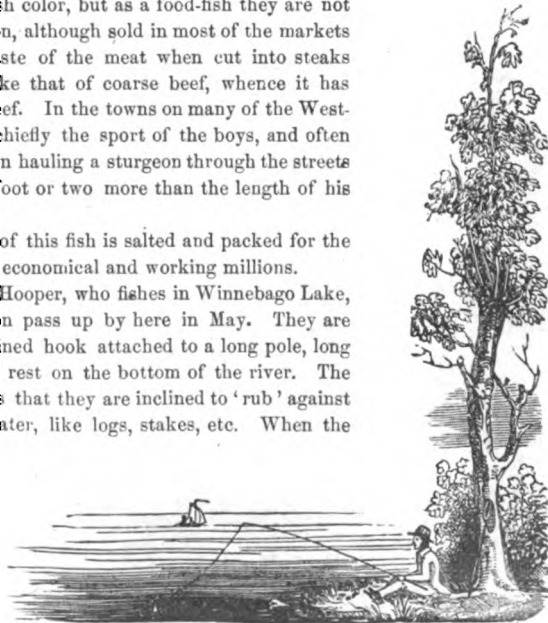 sh color, but as a food-fish they are not
n, although sold in most of the markets
ste of the meat when cut into steaks
ke that of coarse beef, whence it has
ef. In the towns on many of the West-
chiefly the sport of the boys, and often
n hauling a sturgeon through the streets
foot or two more than the length of his
of this fish is salted and packed for the
economical and working millions.
Hooper, who fishes in Winnebago Lake,
n pass up by here in May. They are
ned hook attached to a long pole, long
rest on the bottom of the river. The
s that they are inclined to ‘rub’ against
ater, like logs, stakes, etc. When the